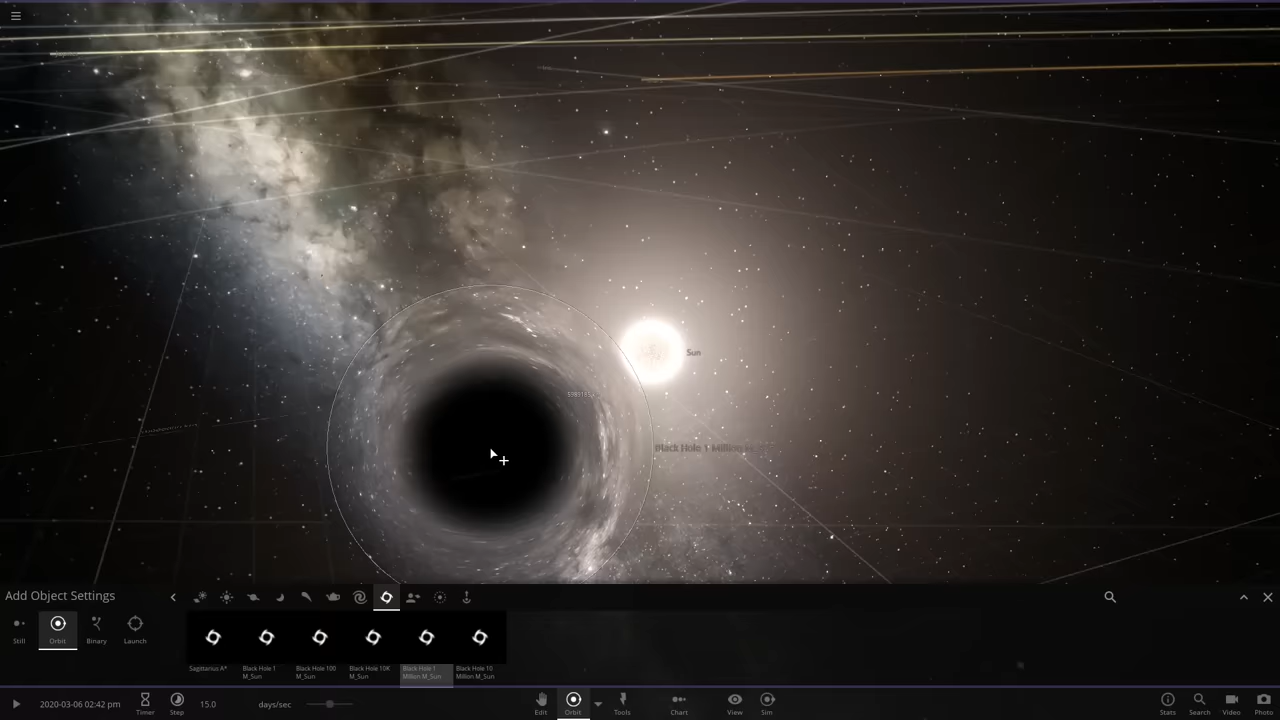 Sun
Black Hole 1 Million
Add Object Settings
Still
Orbit
Binary
Launch
Sagittarius A*
Black Hole 1
M_Sun
Black Hole 100
M_Sun
Black Hole 10K
M_Sun
Black Hole 1
Million M_Sun
Black Hole 10
Million M_Sun
2020-03-06 02:42 pm
Timer
Step
15.0
days/sec
Edit
Orbit
Tools
Chart
View
Sim
Stats
Search
Video
Photo